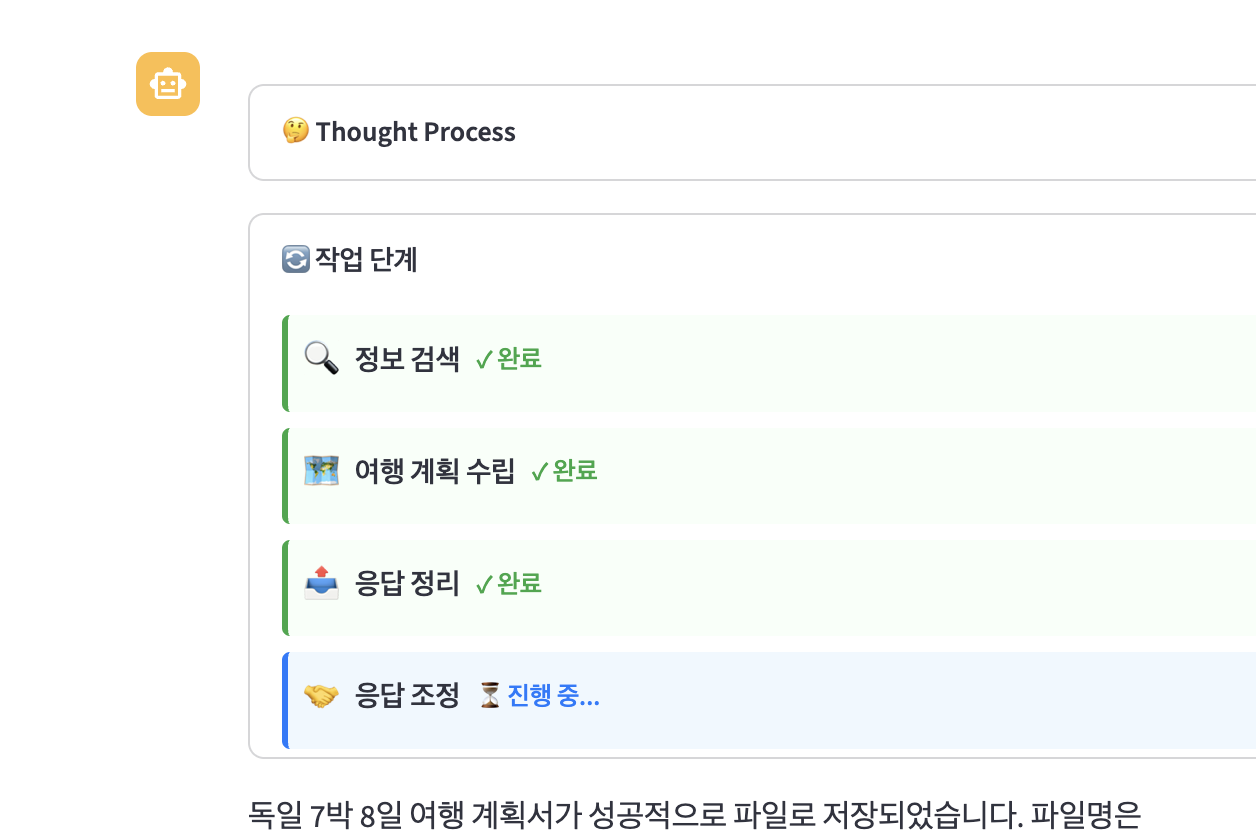 🤔 Thought Process
🔄 작업 단계
🔍 정보 검색 ✓ 완료
🗺️ 여행 계획 수립 ✓ 완료
📤 응답 정리 ✓ 완료
🤝 응답 조정 ⏳ 진행 중...
독일 7박 8일 여행 계획서가 성공적으로 파일로 저장되었습니다. 파일명은